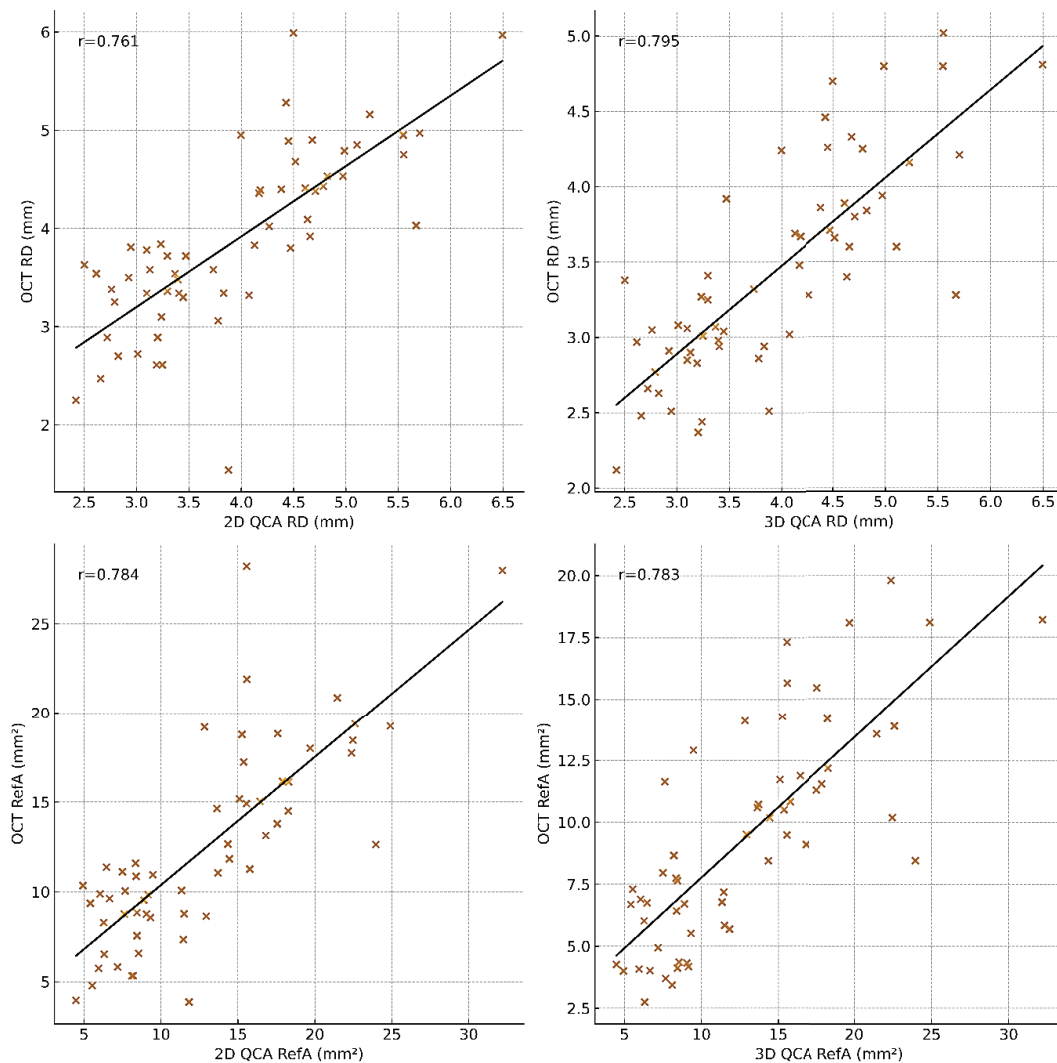 r=0.761
6
5
4
3
2
OCT RD (mm)
2.5 3.0 3.5 4.0 4.5 5.0 5.5 6.0 6.5
2D QCA RD (mm)
r=0.795
5.0
4.5
4.0
3.5
3.0
2.5
2.0
OCT RD (mm)
2.5 3.0 3.5 4.0 4.5 5.0 5.5 6.0 6.5
3D QCA RD (mm)
r=0.784
25
20
15
10
5
OCT RefA (mm²)
5 10 15 20 25 30
2D QCA RefA (mm²)
r=0.783
20.0
17.5
15.0
12.5
10.0
7.5
5.0
2.5
OCT RefA (mm²)
5 10 15 20 25 30
3D QCA RefA (mm²)